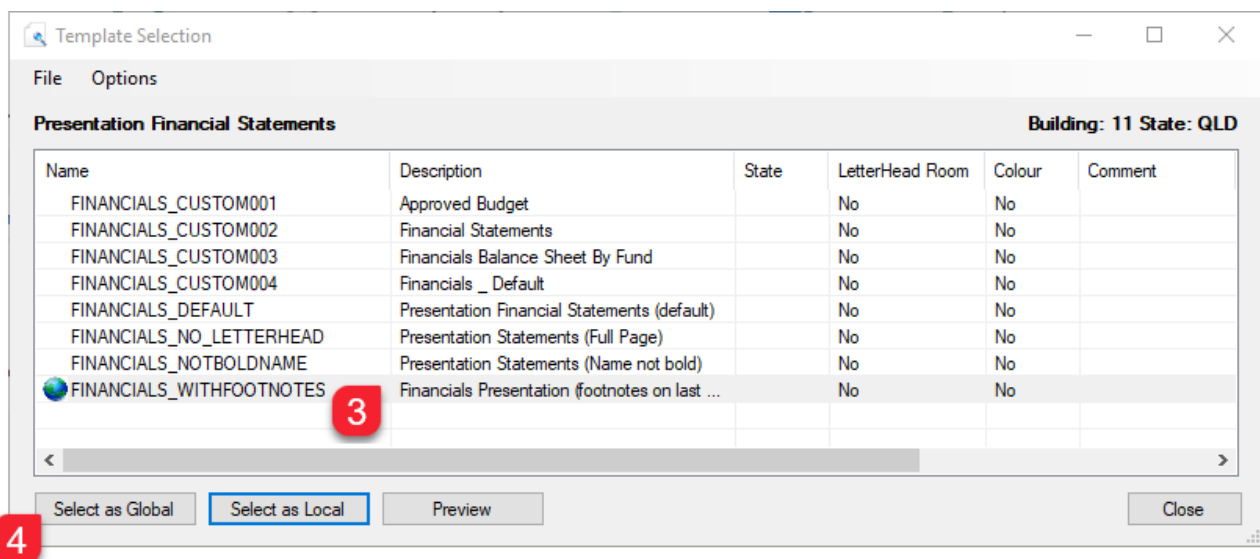 Template Selection
File Options
Presentation Financial Statements Building: 11 State: QLD
Name Description State LetterHead Room Colour Comment
FINANCIALS_CUSTOM001 Approved Budget No No
FINANCIALS_CUSTOM002 Financial Statements No No
FINANCIALS_CUSTOM003 Financials Balance Sheet By Fund No No
FINANCIALS_CUSTOM004 Financials _ Default No No
FINANCIALS_DEFAULT Presentation Financial Statements (default) No No
FINANCIALS_NO_LETTERHEAD Presentation Statements (Full Page) No No
FINANCIALS_NOTBOLDNAME Presentation Statements (Name not bold) No No
FINANCIALS_WITHFOOTNOTES Financials Presentation (footnotes on last ... No No
3
Select as Global Select as Local Preview Close
4